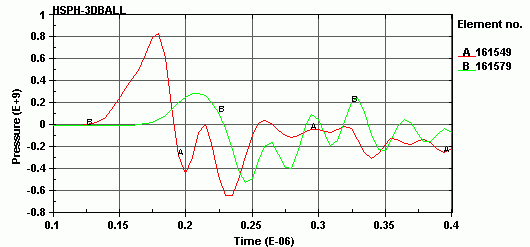 HSPH-3DBALL
Element no.
A 161549
B 161579
Pressure (E+9)
1
0.8
0.6
0.4
0.2
0
-0.2
-0.4
-0.6
-0.8
B
A
B
A
B
A
0.1
0.15
0.2
0.25
0.3
0.35
0.4
Time (E-06)